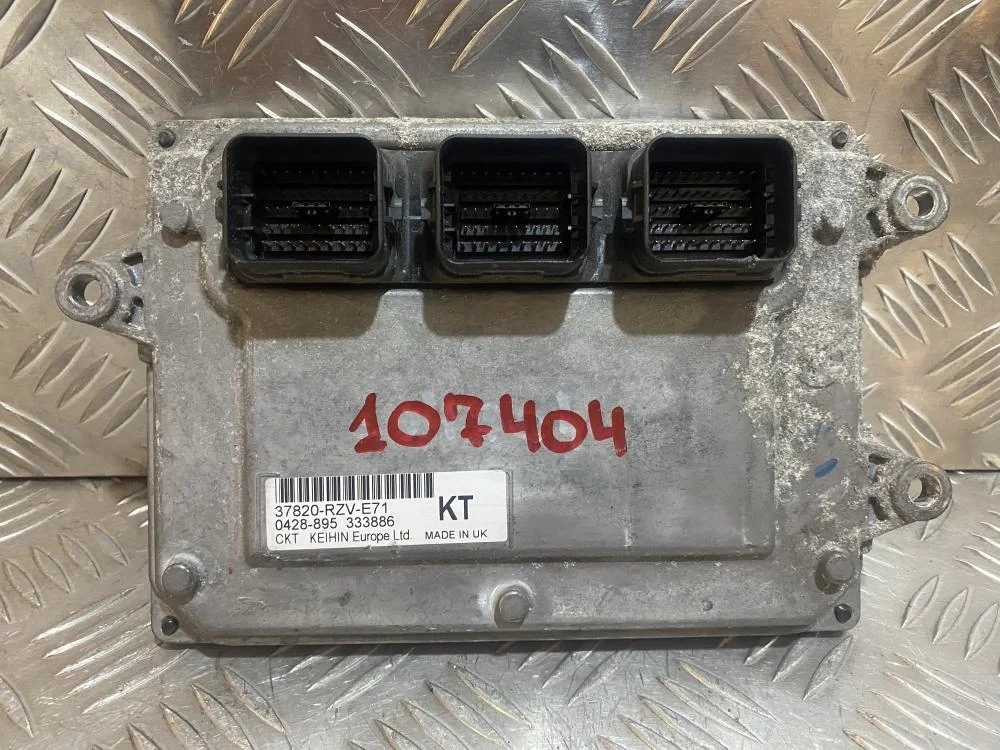 107404
37820-RZV-E71
0428-895 333886
KT
CKT KEIHIN Europe Ltd. MADE IN UK